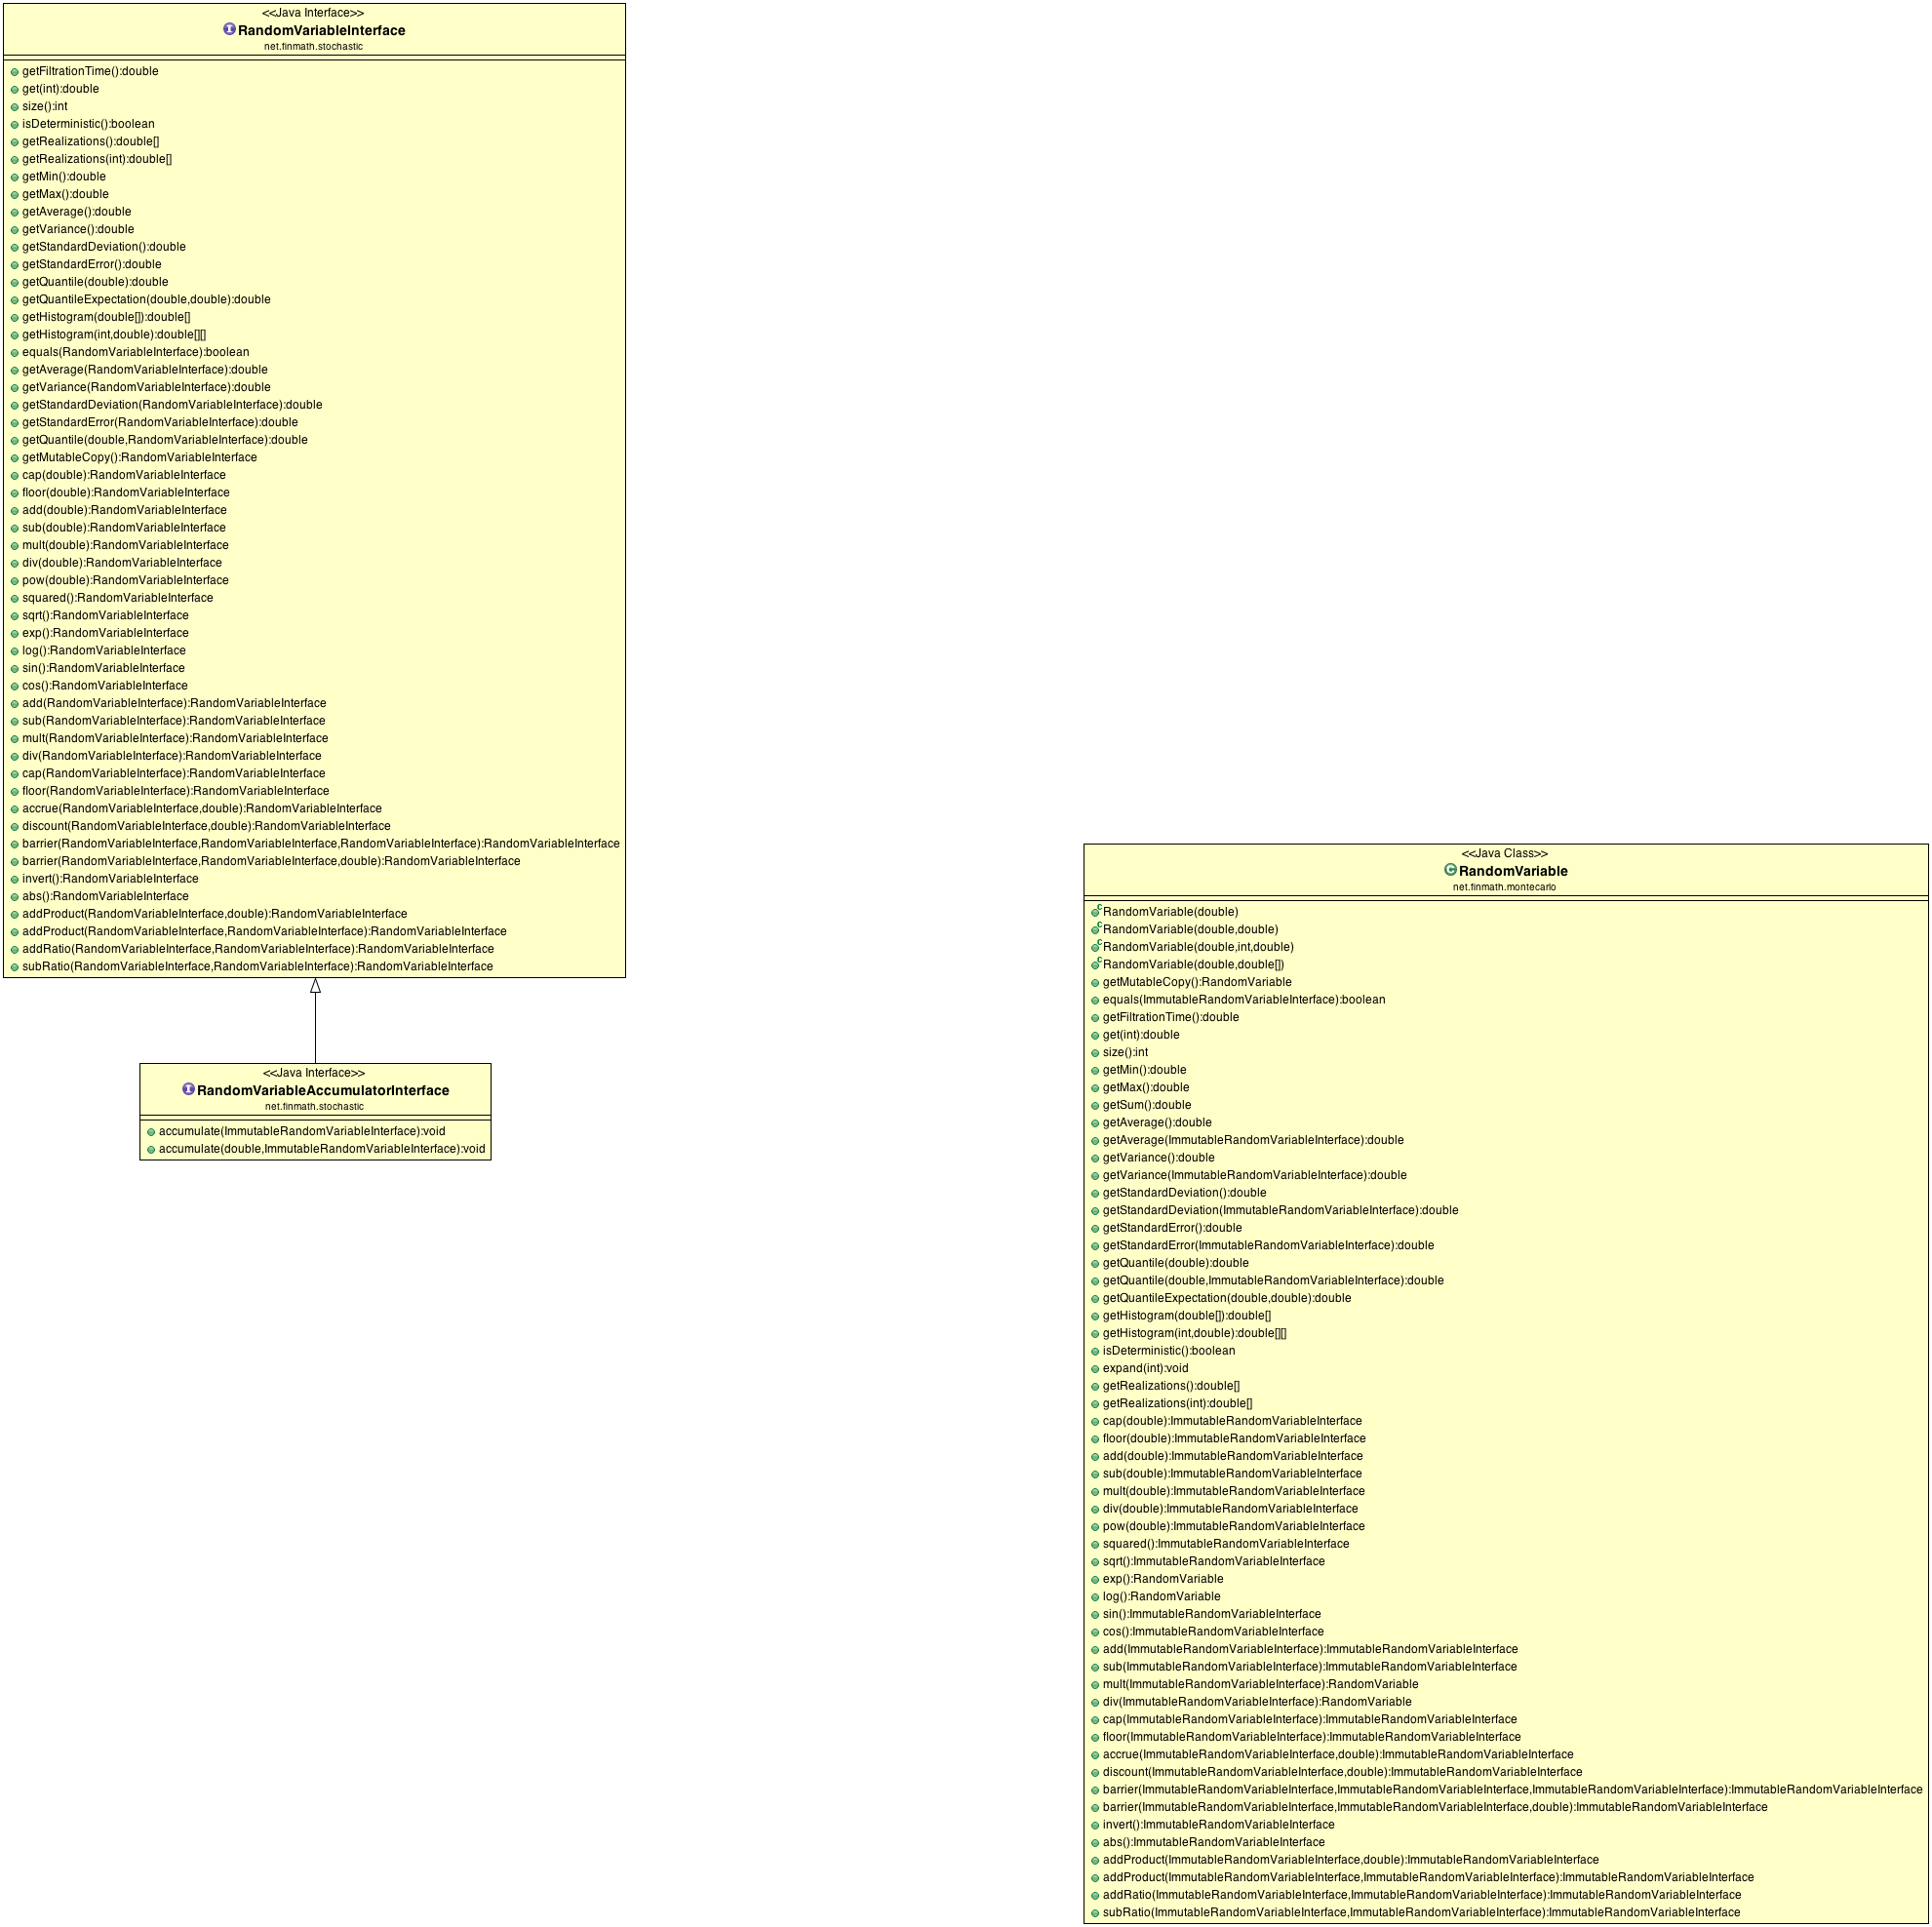 <<Java Interface>>
RandomVariableInterface
net.finmath.stochastic
getFiltrationTime():double
get(int):double
size():int
isDeterministic():boolean
getRealizations():double[]
getRealizations(int):double[]
getMin():double
getMax():double
getAverage():double
getVariance():double
getStandardDeviation():double
getStandardError():double
getQuantile(double):double
getQuantileExpectation(double,double):double
getHistogram(double[]):double[]
getHistogram(int,double):double[][]
equals(RandomVariableInterface):boolean
getAverage(RandomVariableInterface):double
getVariance(RandomVariableInterface):double
getStandardDeviation(RandomVariableInterface):double
getStandardError(RandomVariableInterface):double
getQuantile(double,RandomVariableInterface):double
getMutableCopy():RandomVariableInterface
cap(double):RandomVariableInterface
floor(double):RandomVariableInterface
add(double):RandomVariableInterface
sub(double):RandomVariableInterface
mult(double):RandomVariableInterface
div(double):RandomVariableInterface
pow(double):RandomVariableInterface
squared():RandomVariableInterface
sqrt():RandomVariableInterface
exp():RandomVariableInterface
log():RandomVariableInterface
sin():RandomVariableInterface
cos():RandomVariableInterface
add(RandomVariableInterface):RandomVariableInterface
sub(RandomVariableInterface):RandomVariableInterface
mult(RandomVariableInterface):RandomVariableInterface
div(RandomVariableInterface):RandomVariableInterface
cap(RandomVariableInterface):RandomVariableInterface
floor(RandomVariableInterface):RandomVariableInterface
accrue(RandomVariableInterface,double):RandomVariableInterface
discount(RandomVariableInterface,double):RandomVariableInterface
barrier(RandomVariableInterface,RandomVariableInterface,RandomVariableInterface):RandomVariableInterface
barrier(RandomVariableInterface,RandomVariableInterface,double):RandomVariableInterface
invert():RandomVariableInterface
abs():RandomVariableInterface
addProduct(RandomVariableInterface,double):RandomVariableInterface
addProduct(RandomVariableInterface,RandomVariableInterface):RandomVariableInterface
addRatio(RandomVariableInterface,RandomVariableInterface):RandomVariableInterface
subRatio(RandomVariableInterface,RandomVariableInterface):RandomVariableInterface
<<Java Interface>>
RandomVariableAccumulatorInterface
net.finmath.stochastic
accumulate(ImmutableRandomVariableInterface):void
accumulate(double,ImmutableRandomVariableInterface):void
<<Java Class>>
RandomVariable
net.finmath.montecarlo
RandomVariable(double)
RandomVariable(double,double)
RandomVariable(double,int,double)
RandomVariable(double,double[])
getMutableCopy():RandomVariable
equals(ImmutableRandomVariableInterface):boolean
getFiltrationTime():double
get(int):double
size():int
getMin():double
getMax():double
getSum():double
getAverage():double
getAverage(ImmutableRandomVariableInterface):double
getVariance():double
getVariance(ImmutableRandomVariableInterface):double
getStandardDeviation():double
getStandardDeviation(ImmutableRandomVariableInterface):double
getStandardError():double
getStandardError(ImmutableRandomVariableInterface):double
getQuantile(double):double
getQuantile(double,ImmutableRandomVariableInterface):double
getQuantileExpectation(double,double):double
getHistogram(double[]):double[]
getHistogram(int,double):double[][]
isDeterministic():boolean
expand(int):void
getRealizations():double[]
getRealizations(int):double[]
cap(double):ImmutableRandomVariableInterface
floor(double):ImmutableRandomVariableInterface
add(double):ImmutableRandomVariableInterface
sub(double):ImmutableRandomVariableInterface
mult(double):ImmutableRandomVariableInterface
div(double):ImmutableRandomVariableInterface
pow(double):ImmutableRandomVariableInterface
squared():ImmutableRandomVariableInterface
sqrt():ImmutableRandomVariableInterface
exp():RandomVariable
log():RandomVariable
sin():ImmutableRandomVariableInterface
cos():ImmutableRandomVariableInterface
add(ImmutableRandomVariableInterface):ImmutableRandomVariableInterface
sub(ImmutableRandomVariableInterface):ImmutableRandomVariableInterface
mult(ImmutableRandomVariableInterface):RandomVariable
div(ImmutableRandomVariableInterface):RandomVariable
cap(ImmutableRandomVariableInterface):ImmutableRandomVariableInterface
floor(ImmutableRandomVariableInterface):ImmutableRandomVariableInterface
accrue(ImmutableRandomVariableInterface,double):ImmutableRandomVariableInterface
discount(ImmutableRandomVariableInterface,double):ImmutableRandomVariableInterface
barrier(ImmutableRandomVariableInterface,ImmutableRandomVariableInterface,ImmutableRandomVariableInterface):ImmutableRandomVariableInterface
barrier(ImmutableRandomVariableInterface,ImmutableRandomVariableInterface,double):ImmutableRandomVariableInterface
invert():ImmutableRandomVariableInterface
abs():ImmutableRandomVariableInterface
addProduct(ImmutableRandomVariableInterface,double):ImmutableRandomVariableInterface
addProduct(ImmutableRandomVariableInterface,ImmutableRandomVariableInterface):ImmutableRandomVariableInterface
addRatio(ImmutableRandomVariableInterface,ImmutableRandomVariableInterface):ImmutableRandomVariableInterface
subRatio(ImmutableRandomVariableInterface,ImmutableRandomVariableInterface):ImmutableRandomVariableInterface